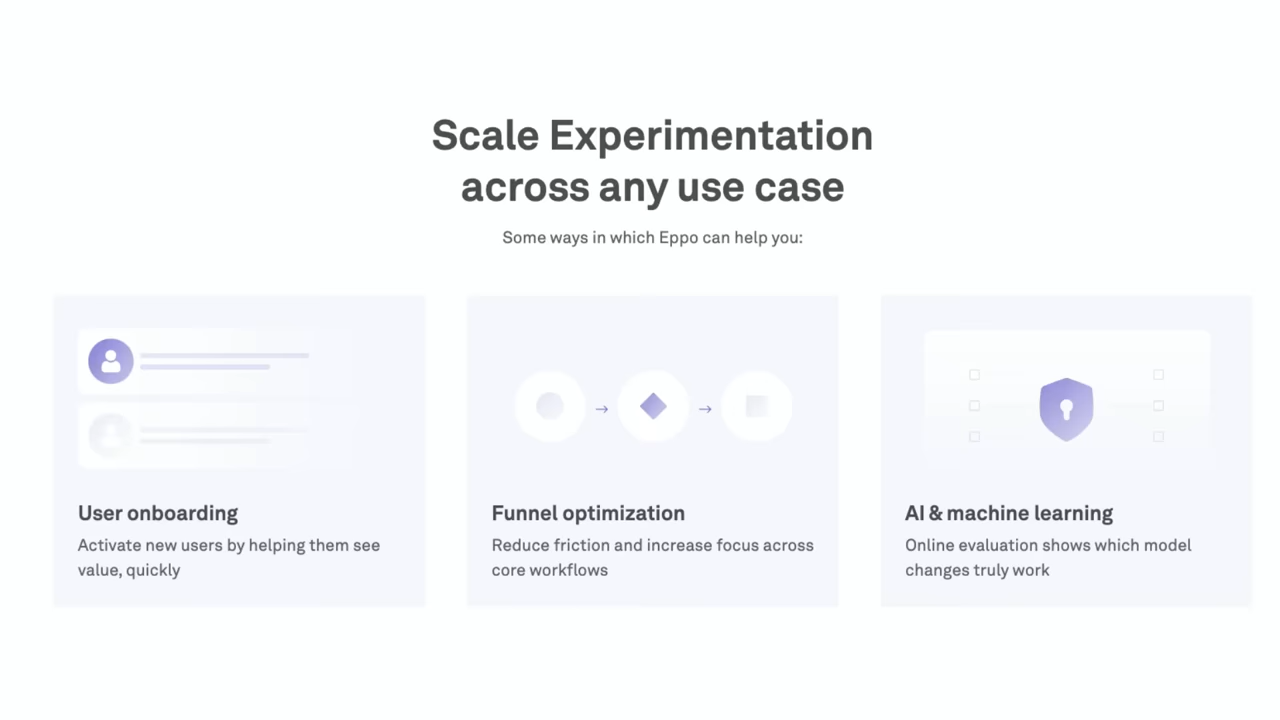 Scale Experimentation
across any use case
Some ways in which Eppo can help you:
User onboarding
Activate new users by helping them see
value, quickly
Funnel optimization
Reduce friction and increase focus across
core workflows
AI & machine learning
Online evaluation shows which model
changes truly work